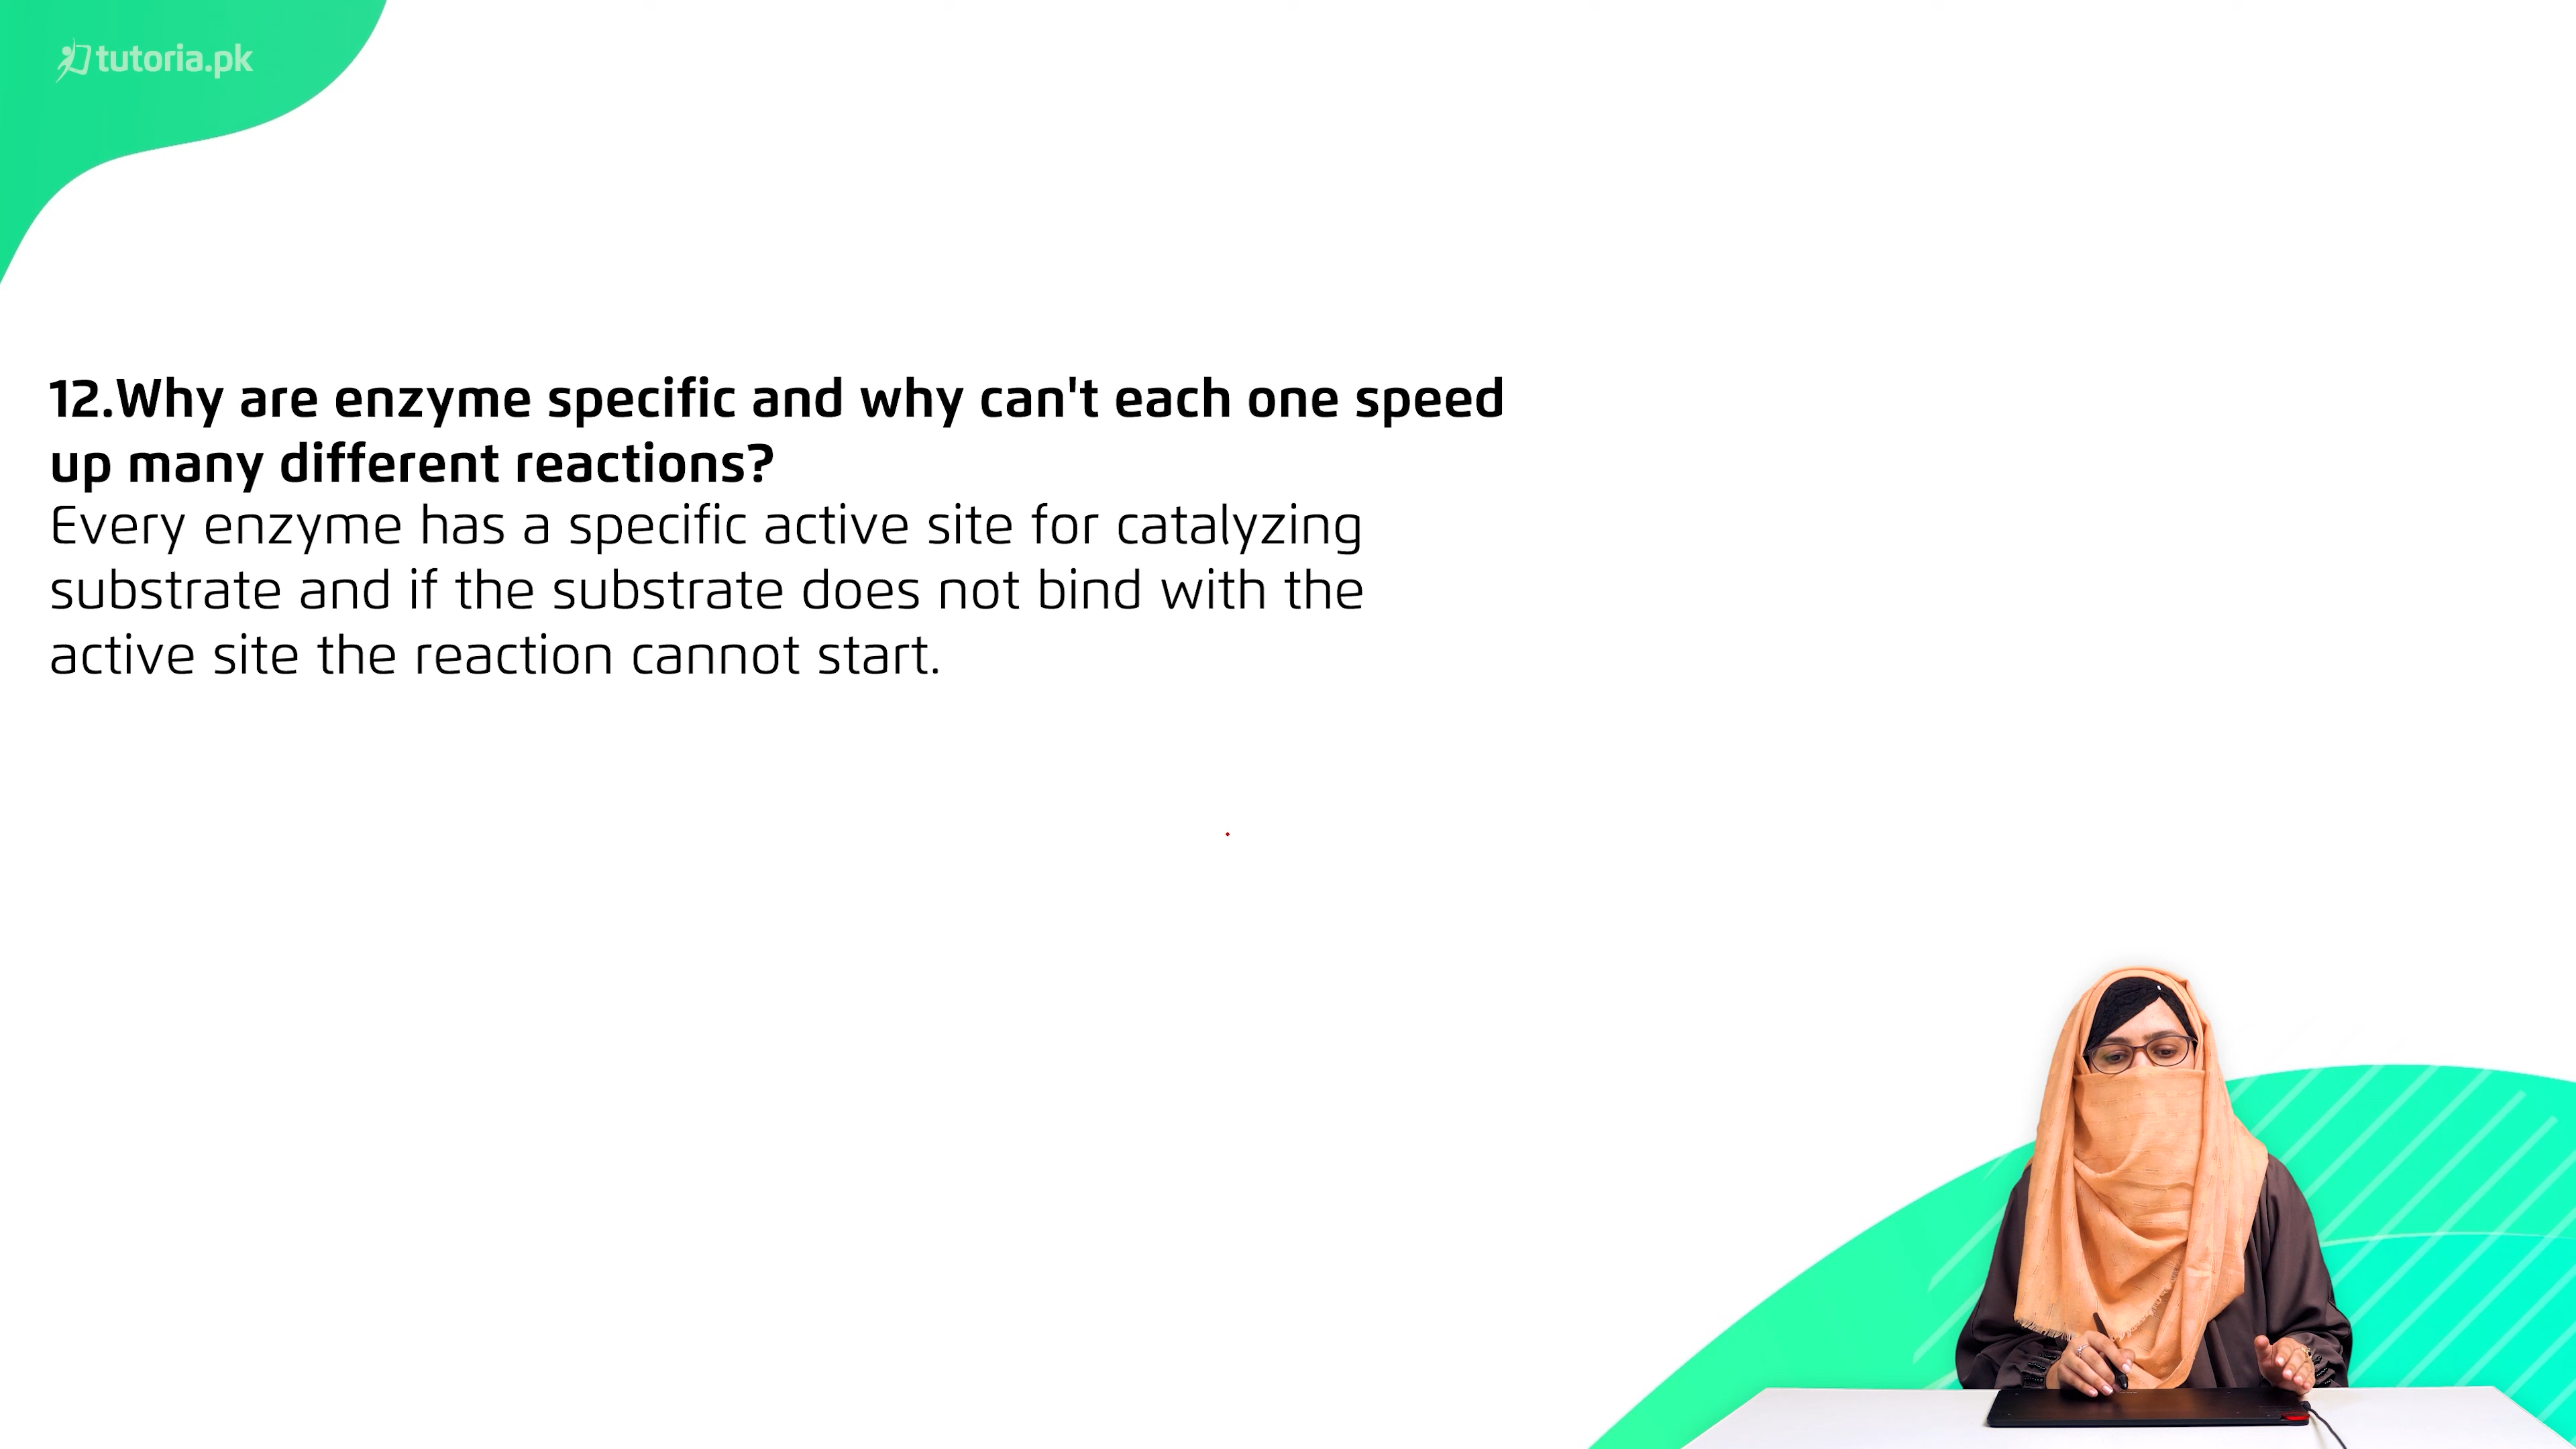 tutoria.pk
12.Why are enzyme specific and why can't each one speed
up many different reactions?
Every enzyme has a specific active site for catalyzing
substrate and if the substrate does not bind with the
active site the reaction cannot start.